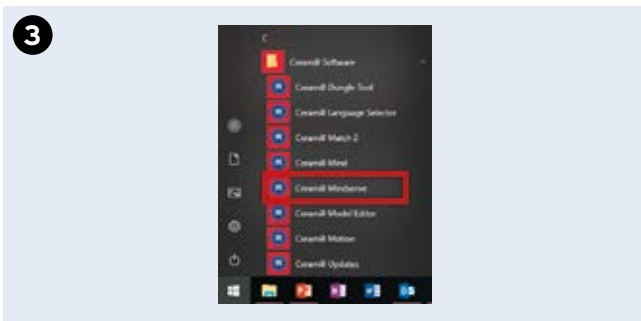 3
C
Ceramill Software
Ceramill Dongle Tool
Ceramill Language Selector
Ceramill Match 2
Ceramill Mind
Ceramill Mindserve
Ceramill Model Editor
Ceramill Motion
Ceramill Updates